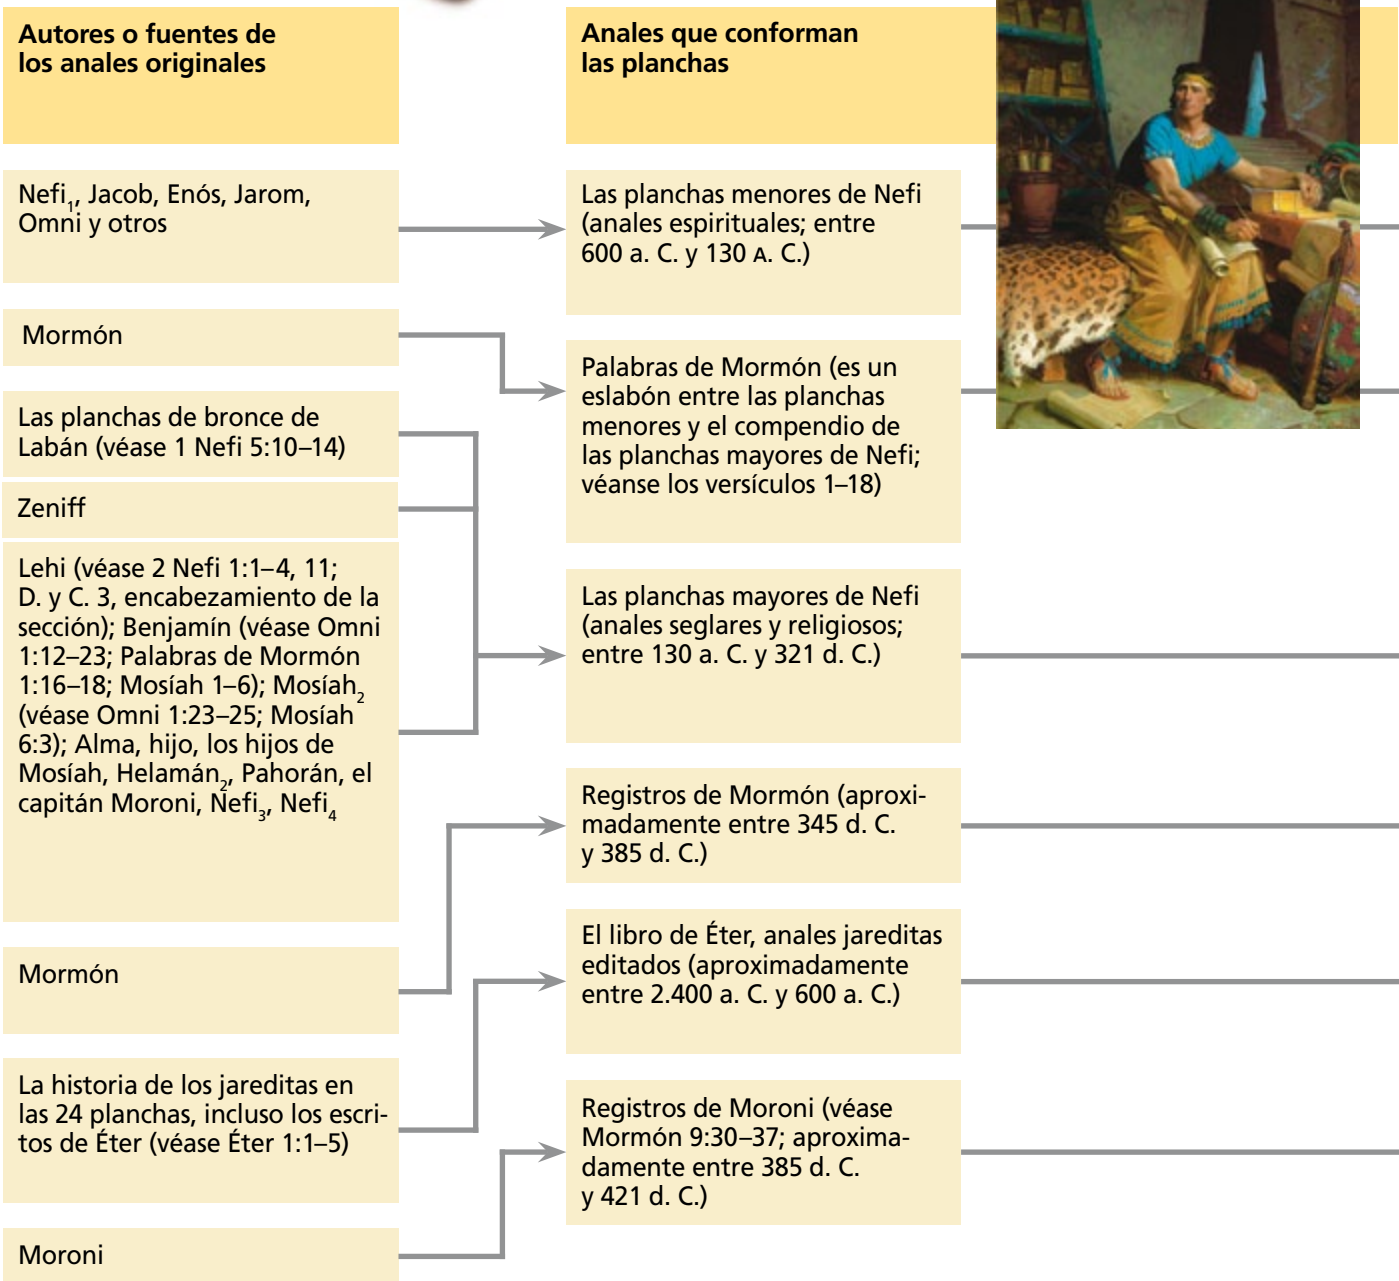 Autores o fuentes de
los anales originales
Anales que conforman
las planchas
Nefi₁, Jacob, Enós, Jarom,
Omni y otros
Las planchas menores de Nefi
(anales espirituales; entre
600 a. C. y 130 A. C.)
Mormón
Palabras de Mormón (es un
eslabón entre las planchas
menores y el compendio de
las planchas mayores de Nefi;
véanse los versículos 1–18)
Las planchas de bronce de
Labán (véase 1 Nefi 5:10–14)
Zeniff
Lehi (véase 2 Nefi 1:1–4, 11;
D. y C. 3, encabezamiento de la
sección); Benjamín (véase Omni
1:12–23; Palabras de Mormón
1:16–18; Mosíah 1–6); Mosíah₂
(véase Omni 1:23–25; Mosíah
6:3); Alma, hijo, los hijos de
Mosíah, Helamán₂, Pahorán, el
capitán Moroni, Nefi₃, Nefi₄
Las planchas mayores de Nefi
(anales seglares y religiosos;
entre 130 a. C. y 321 d. C.)
Mormón
Registros de Mormón (aproxi-
madamente entre 345 d. C.
y 385 d. C.)
La historia de los jareditas en
las 24 planchas, incluso los escri-
tos de Éter (véase Éter 1:1–5)
El libro de Éter, anales jareditas
editados (aproximadamente
entre 2.400 a. C. y 600 a. C.)
Moroni
Registros de Moroni (véase
Mormón 9:30–37; aproxima-
damente entre 385 d. C.
y 421 d. C.)